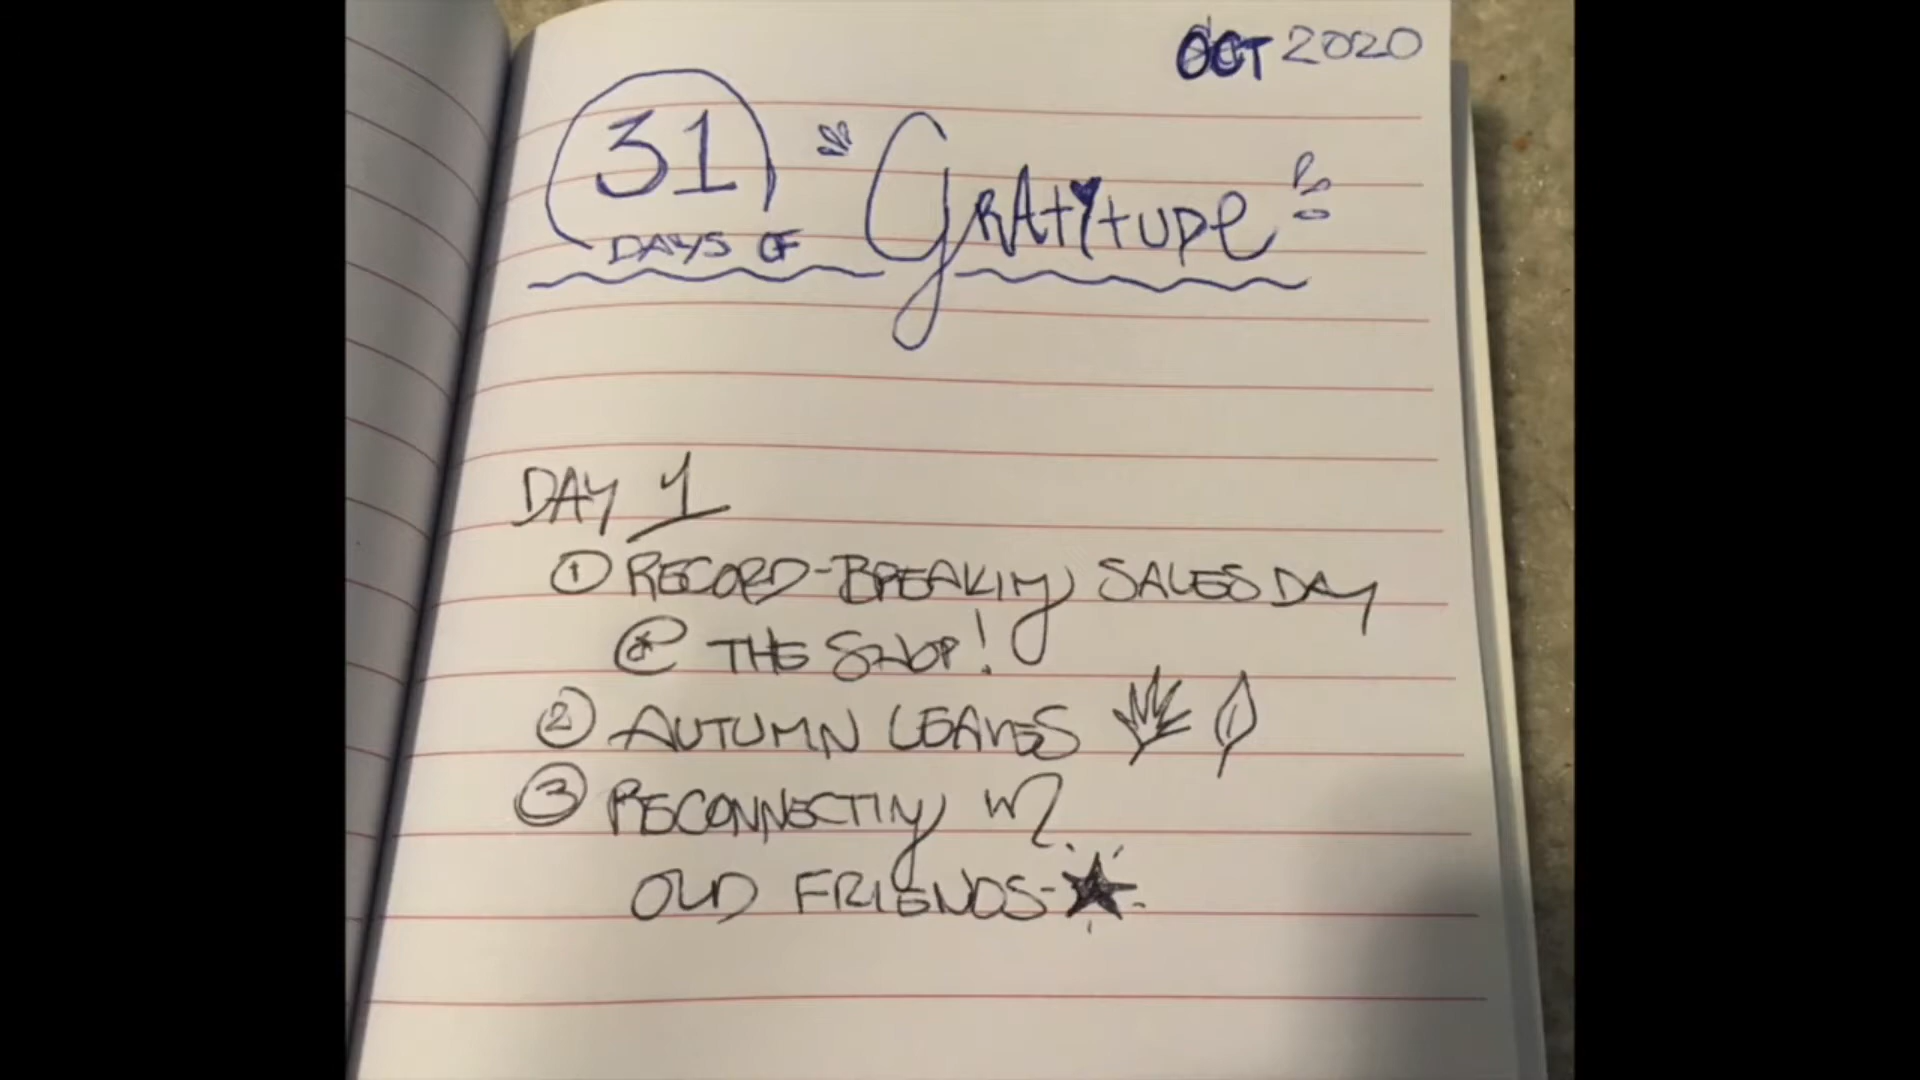 OCT 2020
31
DAYS OF GRATITUDE
DAY 1
① RECORD-BREAKING SALES DAY
@ THE SHOP!
② AUTUMN LEAVES
③ RECONNECTING W/
OLD FRIENDS-★